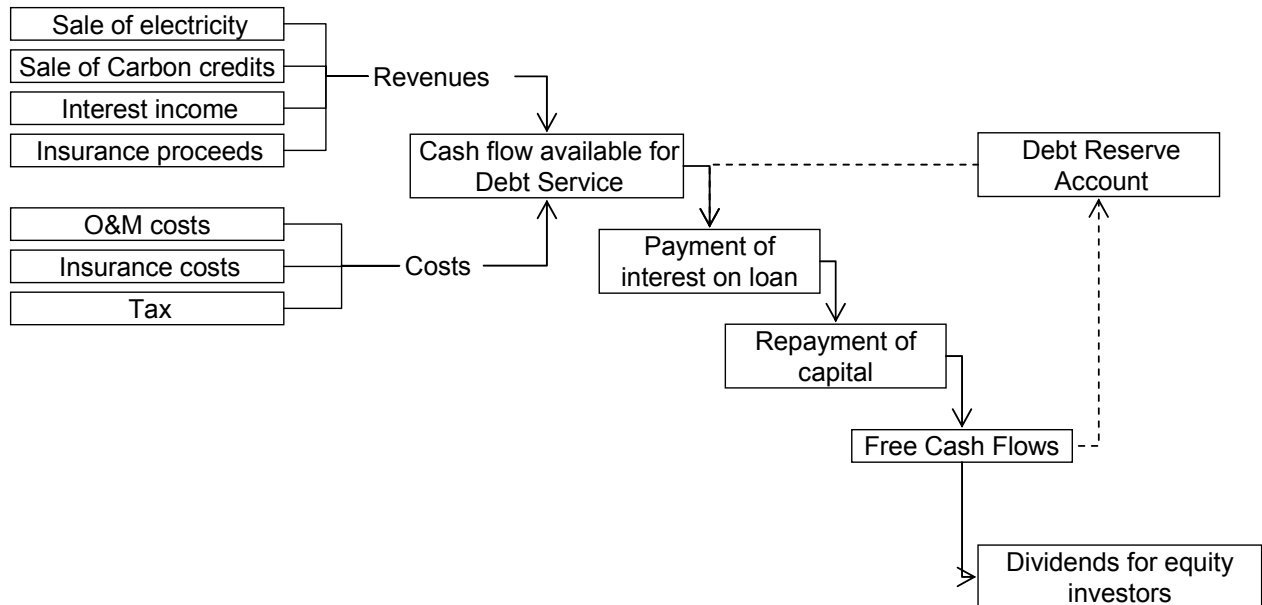 Sale of electricity
Sale of Carbon credits
Interest income
Insurance proceeds
Revenues
O&M costs
Insurance costs
Tax
Costs
Cash flow available for
Debt Service
Debt Reserve
Account
Payment of
interest on loan
Repayment of
capital
Free Cash Flows
Dividends for equity
investors